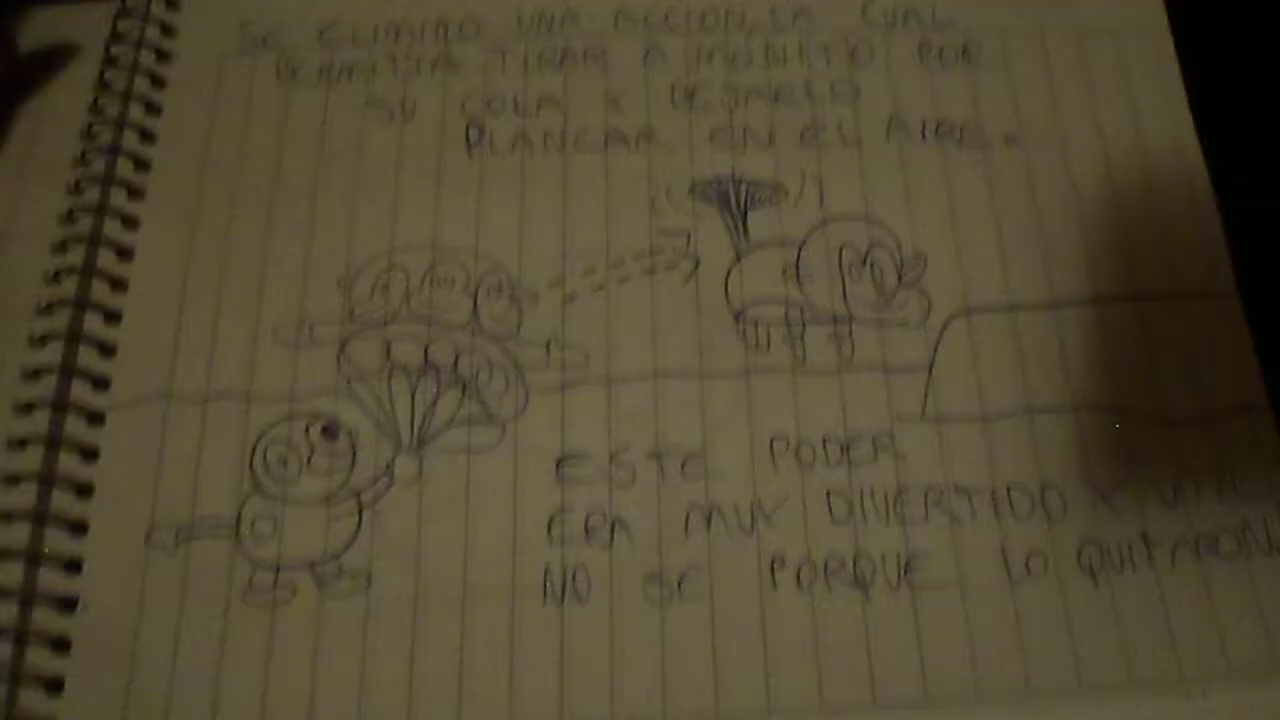 SE ELIMINO UNA ACCION, LA CUAL
PERMITIA TIRAR A MONITO POR
SU COLA Y DEJARLO
PLANEAR EN EL AIRE.
ESTE PODER
ERA MUY DIVERTIDO Y
NO SE PORQUE LO QUITARON